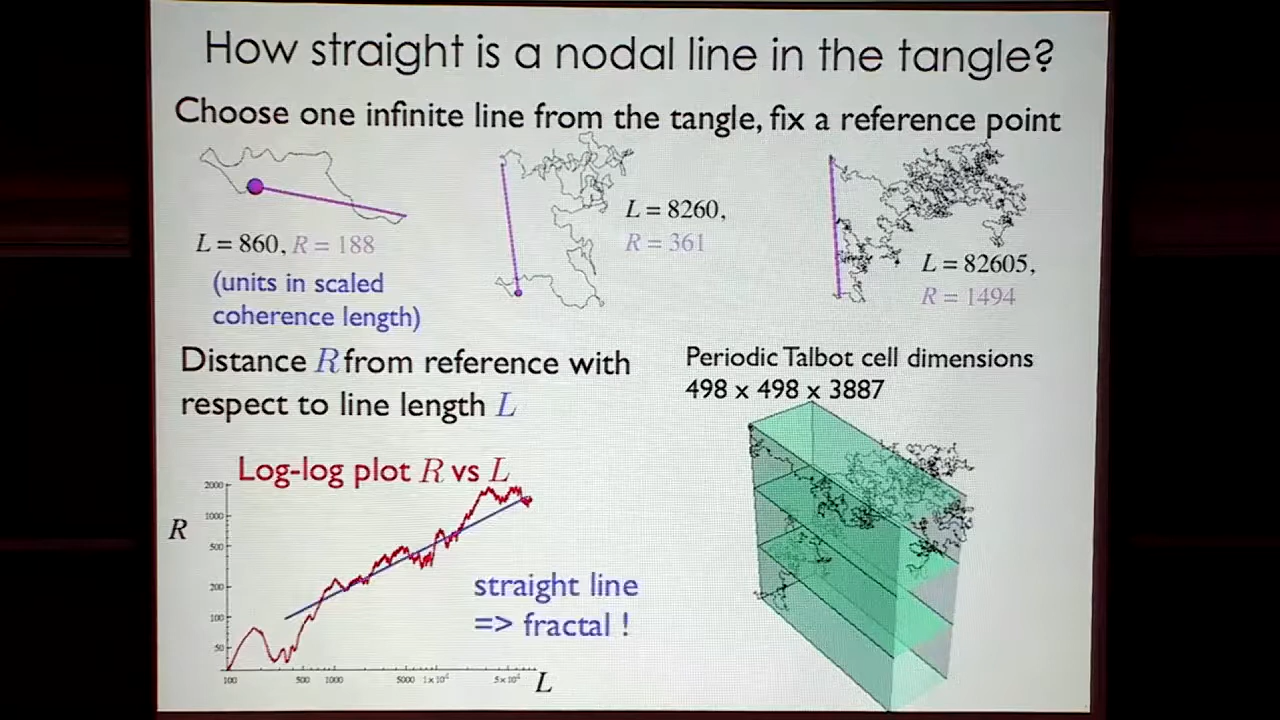 How straight is a nodal line in the tangle?
Choose one infinite line from the tangle, fix a reference point
L = 860, R = 188
(units in scaled
coherence length)
L = 8260,
R = 361
L = 82605,
R = 1494
Distance R from reference with
respect to line length L
Periodic Talbot cell dimensions
498 x 498 x 3887
Log-log plot R vs L
R
2000
1000
500
200
100
50
100 500 1000 5000 1×10⁴ 5×10⁴
L
straight line
=> fractal !